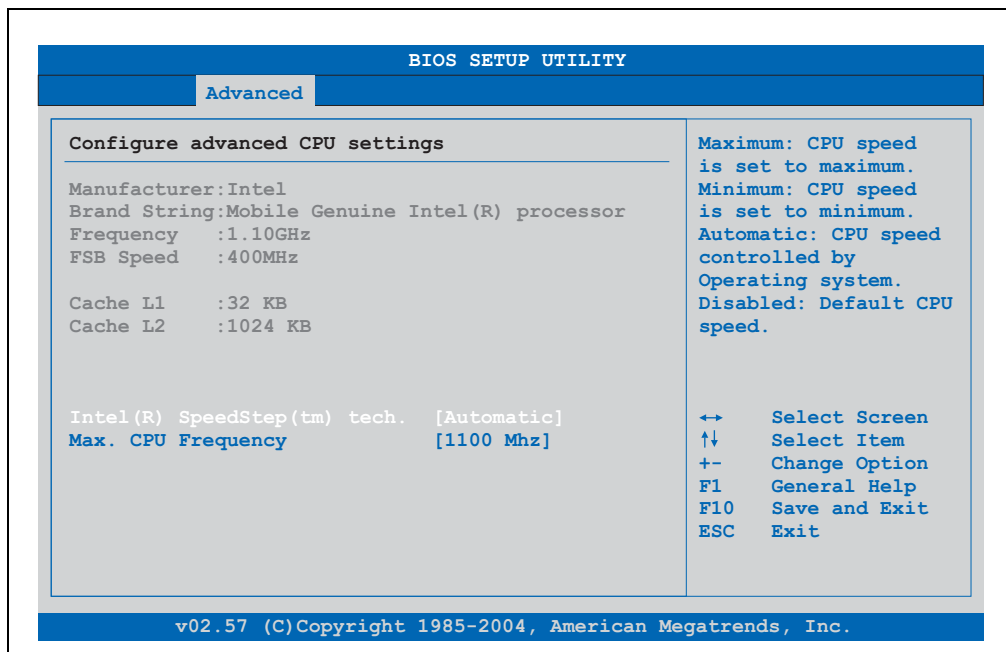 BIOS SETUP UTILITY
Advanced
Configure advanced CPU settings
Manufacturer:Intel
Brand String:Mobile Genuine Intel(R) processor
Frequency :1.10GHz
FSB Speed :400MHz
Cache L1 :32 KB
Cache L2 :1024 KB
Intel(R) SpeedStep(tm) tech. [Automatic]
Max. CPU Frequency [1100 Mhz]
Maximum: CPU speed
is set to maximum.
Minimum: CPU speed
is set to minimum.
Automatic: CPU speed
controlled by
Operating system.
Disabled: Default CPU
speed.
↔ Select Screen
↑↓ Select Item
+- Change Option
F1 General Help
F10 Save and Exit
ESC Exit
v02.57 (C)Copyright 1985-2004, American Megatrends, Inc.